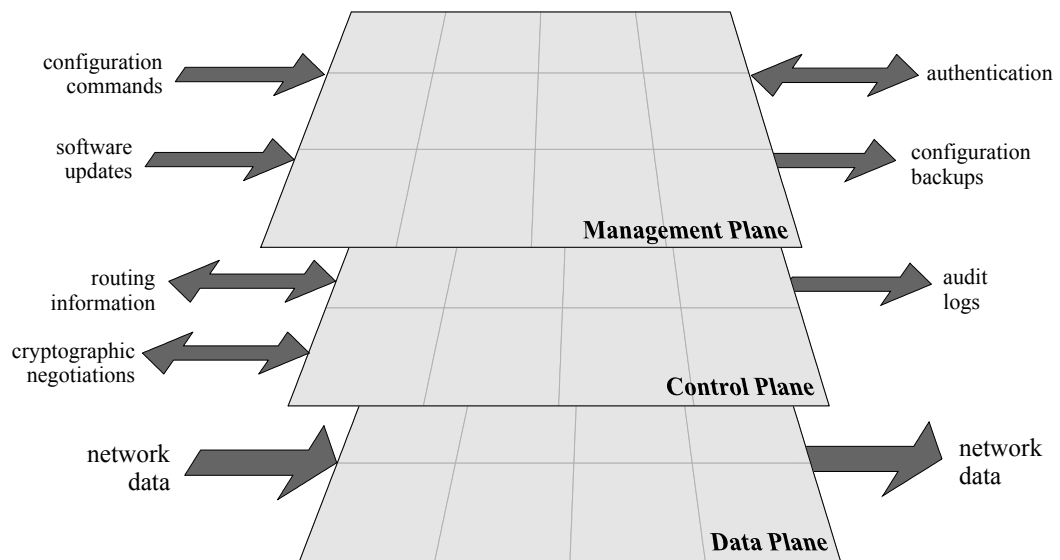 configuration
commands
authentication
software
updates
configuration
backups
Management Plane
routing
information
audit
logs
cryptographic
negotiations
Control Plane
network
data
network
data
Data Plane